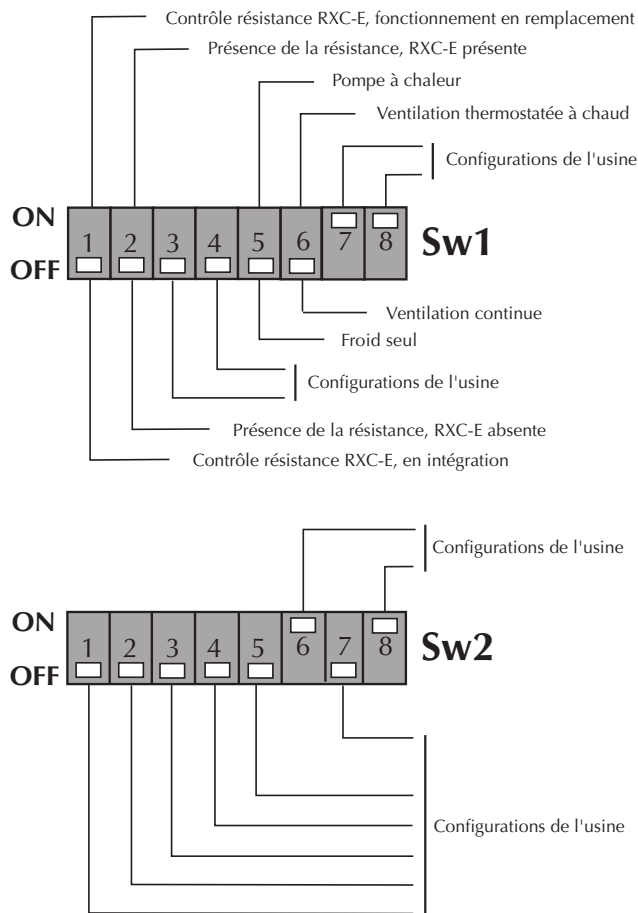 Contrôle résistance RXC-E, fonctionnement en remplacement
Présence de la résistance, RXC-E présente
Pompe à chaleur
Ventilation thermostatée à chaud
Configurations de l'usine
ON
OFF
1 2 3 4 5 6 7 8
Sw1
Ventilation continue
Froid seul
Configurations de l'usine
Présence de la résistance, RXC-E absente
Contrôle résistance RXC-E, en intégration
Configurations de l'usine
ON
OFF
1 2 3 4 5 6 7 8
Sw2
Configurations de l'usine